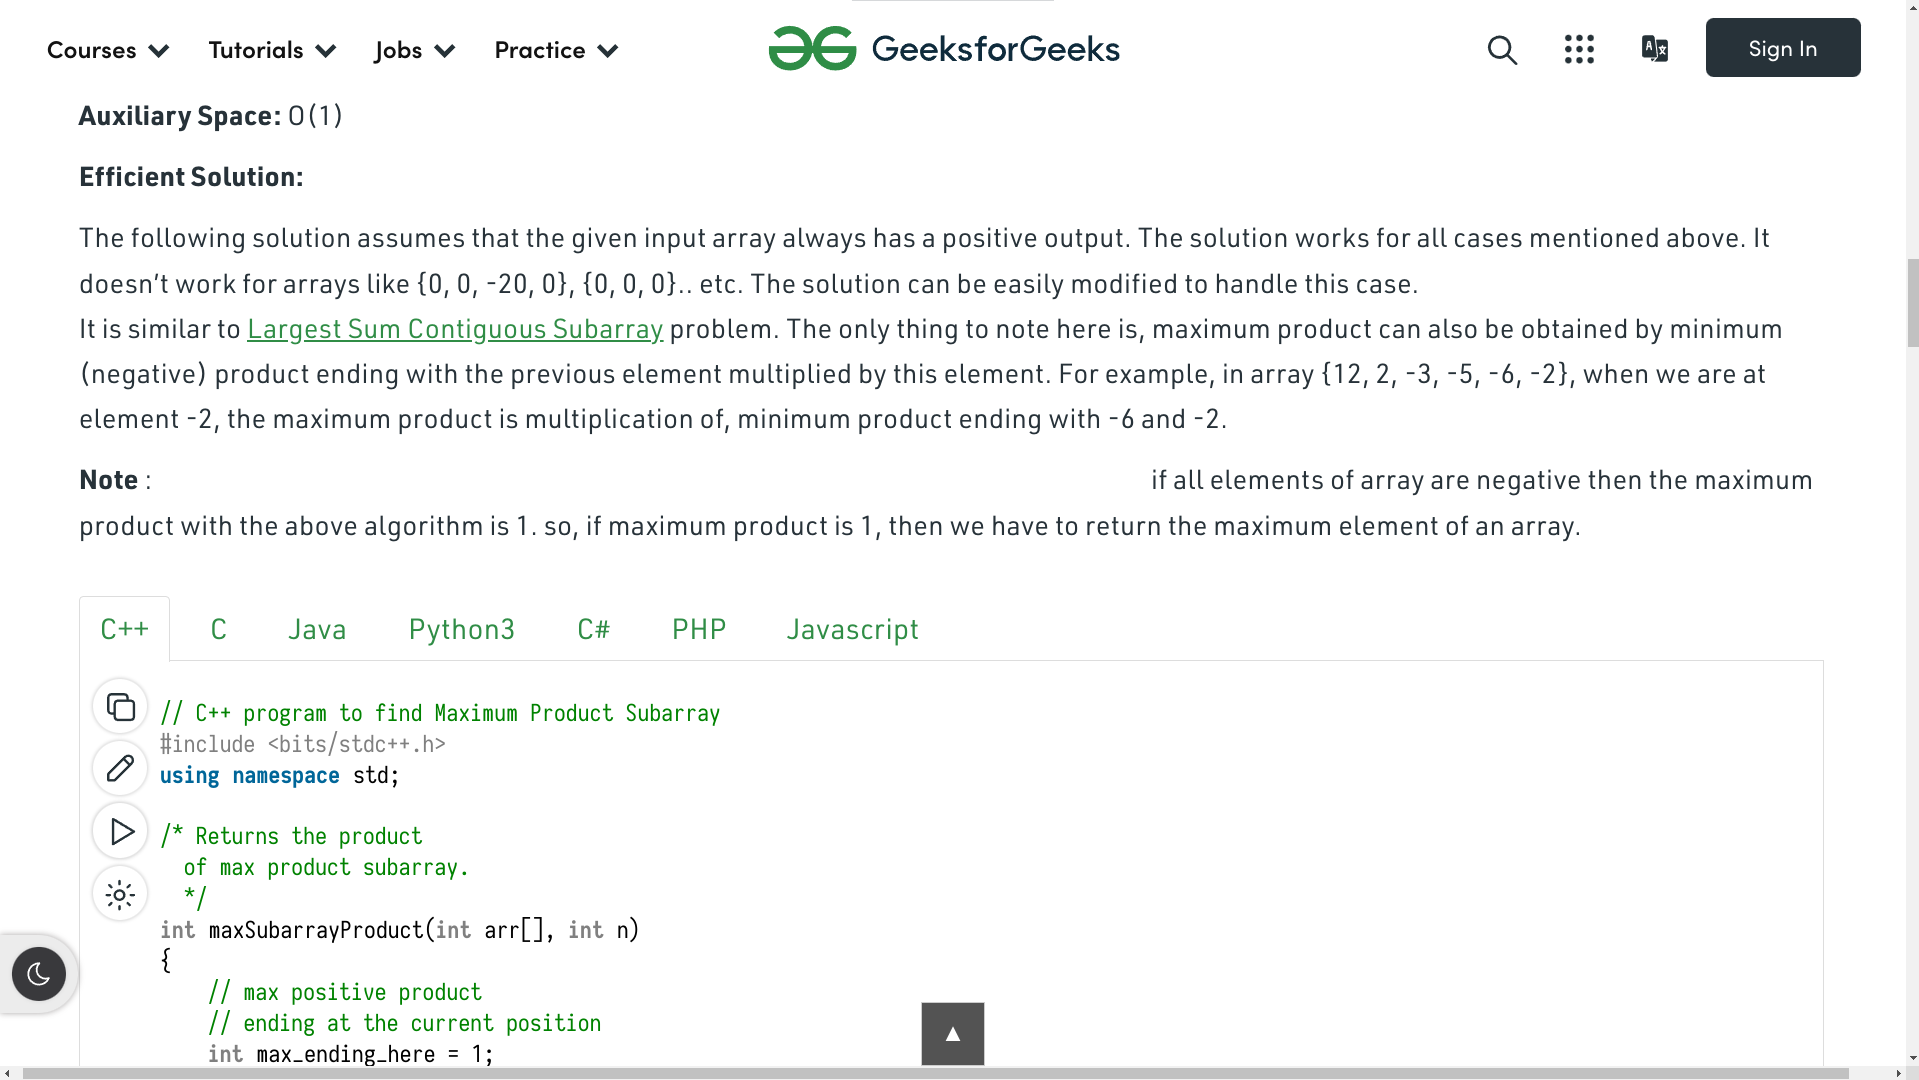 Courses Tutorials Jobs Practice GeeksforGeeks Sign In
Auxiliary Space: O(1)
Efficient Solution:
The following solution assumes that the given input array always has a positive output. The solution works for all cases mentioned above. It
doesn’t work for arrays like {0, 0, -20, 0}, {0, 0, 0}.. etc. The solution can be easily modified to handle this case.
It is similar to Largest Sum Contiguous Subarray problem. The only thing to note here is, maximum product can also be obtained by minimum
(negative) product ending with the previous element multiplied by this element. For example, in array {12, 2, -3, -5, -6, -2}, when we are at
element -2, the maximum product is multiplication of, minimum product ending with -6 and -2.
Note : if all elements of array are negative then the maximum
product with the above algorithm is 1. so, if maximum product is 1, then we have to return the maximum element of an array.
C++ C Java Python3 C# PHP Javascript
// C++ program to find Maximum Product Subarray
#include <bits/stdc++.h>
using namespace std;
/* Returns the product
of max product subarray.
*/
int maxSubarrayProduct(int arr[], int n)
{
// max positive product
// ending at the current position
int max_ending_here = 1;